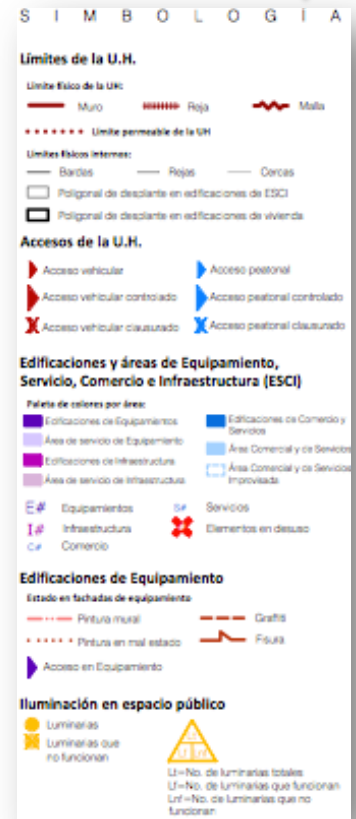 S I M B O L O G Í A
Límites de la U.H.
Límite físico de la UH:
Muro Reja Malla
Límite permeable de la UH
Límites físicos internos:
Bardas Rejas Cercas
Poligonal de desplante en edificaciones de ESCI
Poligonal de desplante en edificaciones de vivienda
Accesos de la U.H.
Acceso vehicular Acceso peatonal
Acceso vehicular controlado Acceso peatonal controlado
Acceso vehicular clausurado Acceso peatonal clausurado
Edificaciones y áreas de Equipamiento,
Servicio, Comercio e Infraestructura (ESCI)
Paleta de colores por área:
Edificaciones de Equipamientos Edificaciones de Comercio y
Servicios
Área de servicio de Equipamiento Área Comercial y de Servicios
Edificaciones de Infraestructura Área Comercial y de Servicios
Improvisada
Área de servicio de Infraestructura
E# Equipamientos S# Servicios
I# Infraestructura Elementos en desuso
C# Comercio
Edificaciones de Equipamiento
Estado en fachadas de equipamiento
Pintura mural Graffiti
Pintura en mal estado Fisura
Acceso en Equipamiento
Iluminación en espacio público
Luminarias
Luminarias que
no funcionan
Lt
Lf Lnf
Lt=No. de luminarias totales
Lf=No. de luminarias que funcionan
Lnf=No. de luminarias que no
funcionan